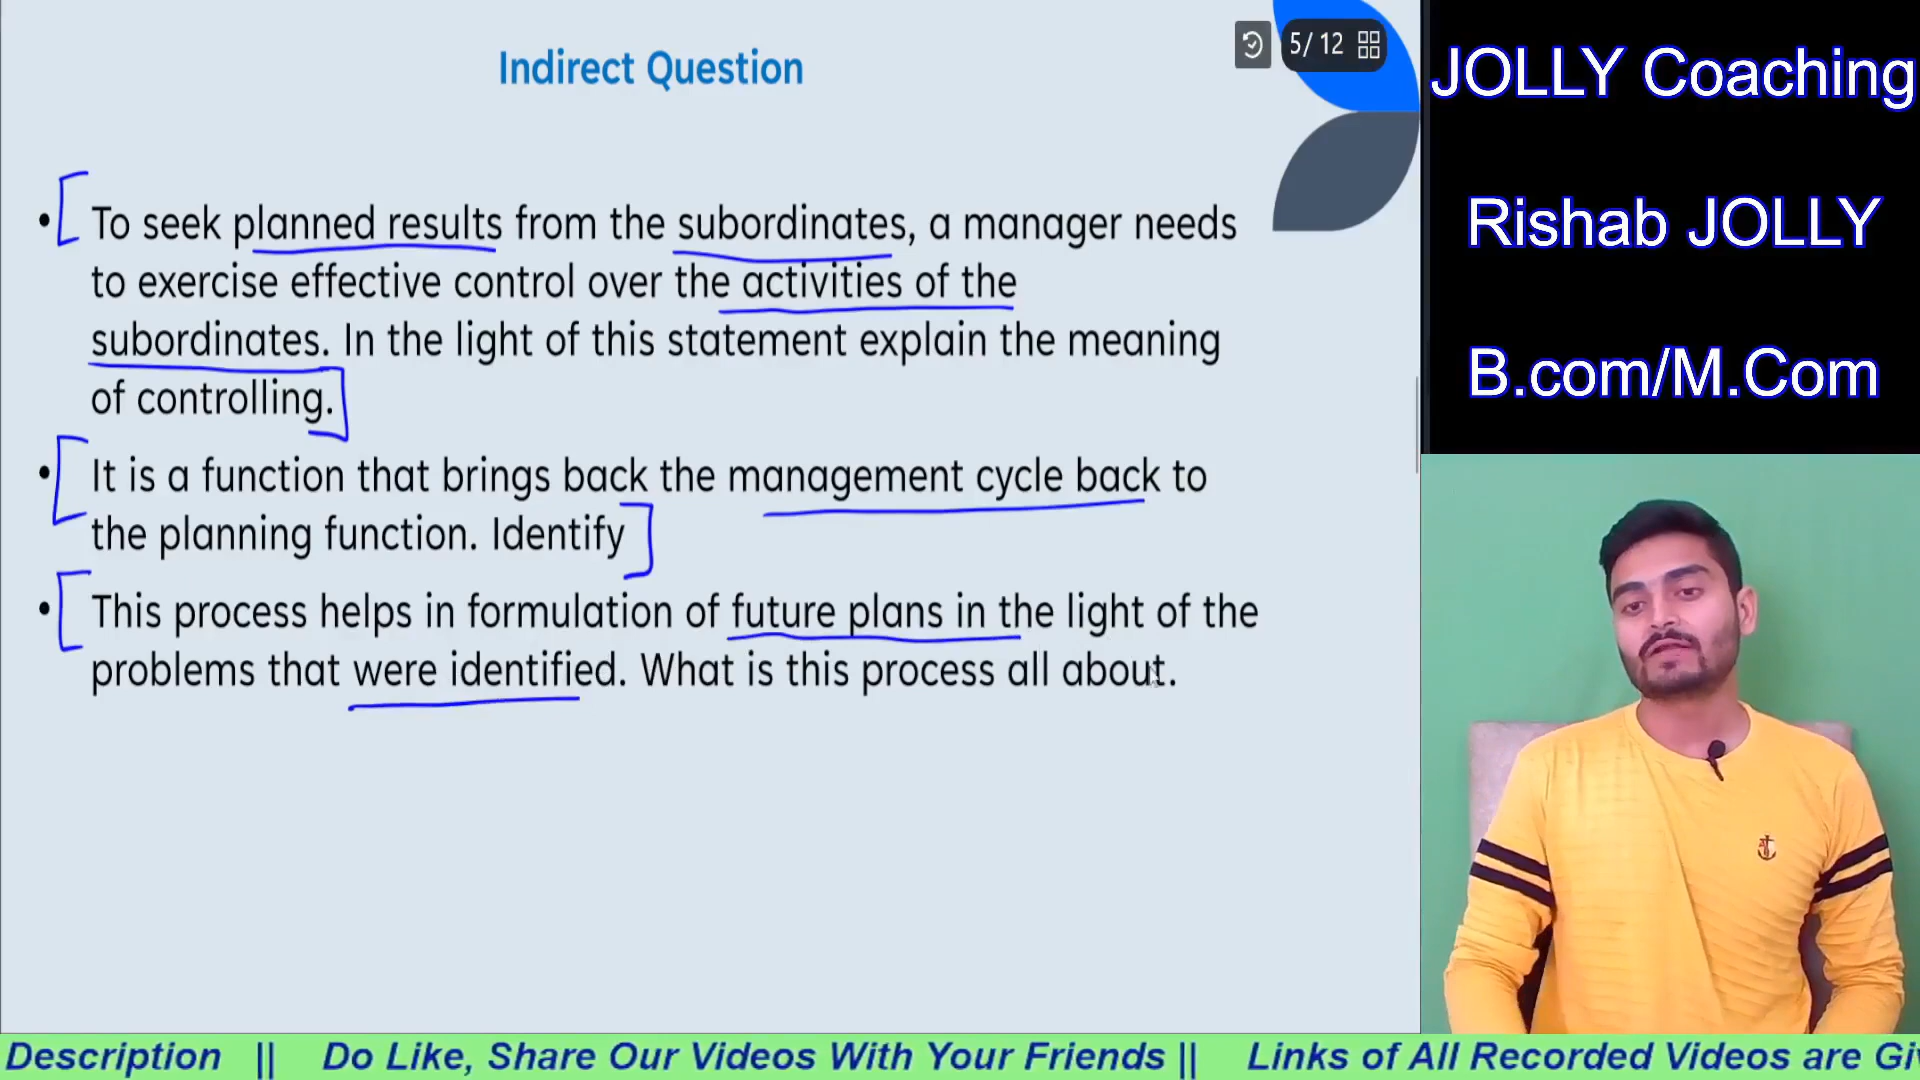 Indirect Question
5/ 12
• To seek planned results from the subordinates, a manager needs
to exercise effective control over the activities of the
subordinates. In the light of this statement explain the meaning
of controlling.
• It is a function that brings back the management cycle back to
the planning function. Identify
• This process helps in formulation of future plans in the light of the
problems that were identified. What is this process all about.
JOLLY Coaching
Rishab JOLLY
B.com/M.Com
Description || Do Like, Share Our Videos With Your Friends || Links of All Recorded Videos are Giv